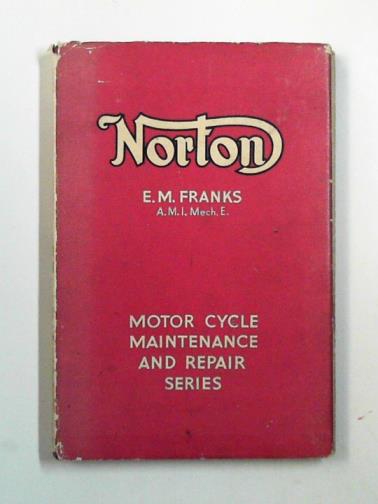 Norton
E.M. FRANKS
A.M.I. Mech. E.
MOTOR CYCLE
MAINTENANCE
AND REPAIR
SERIES